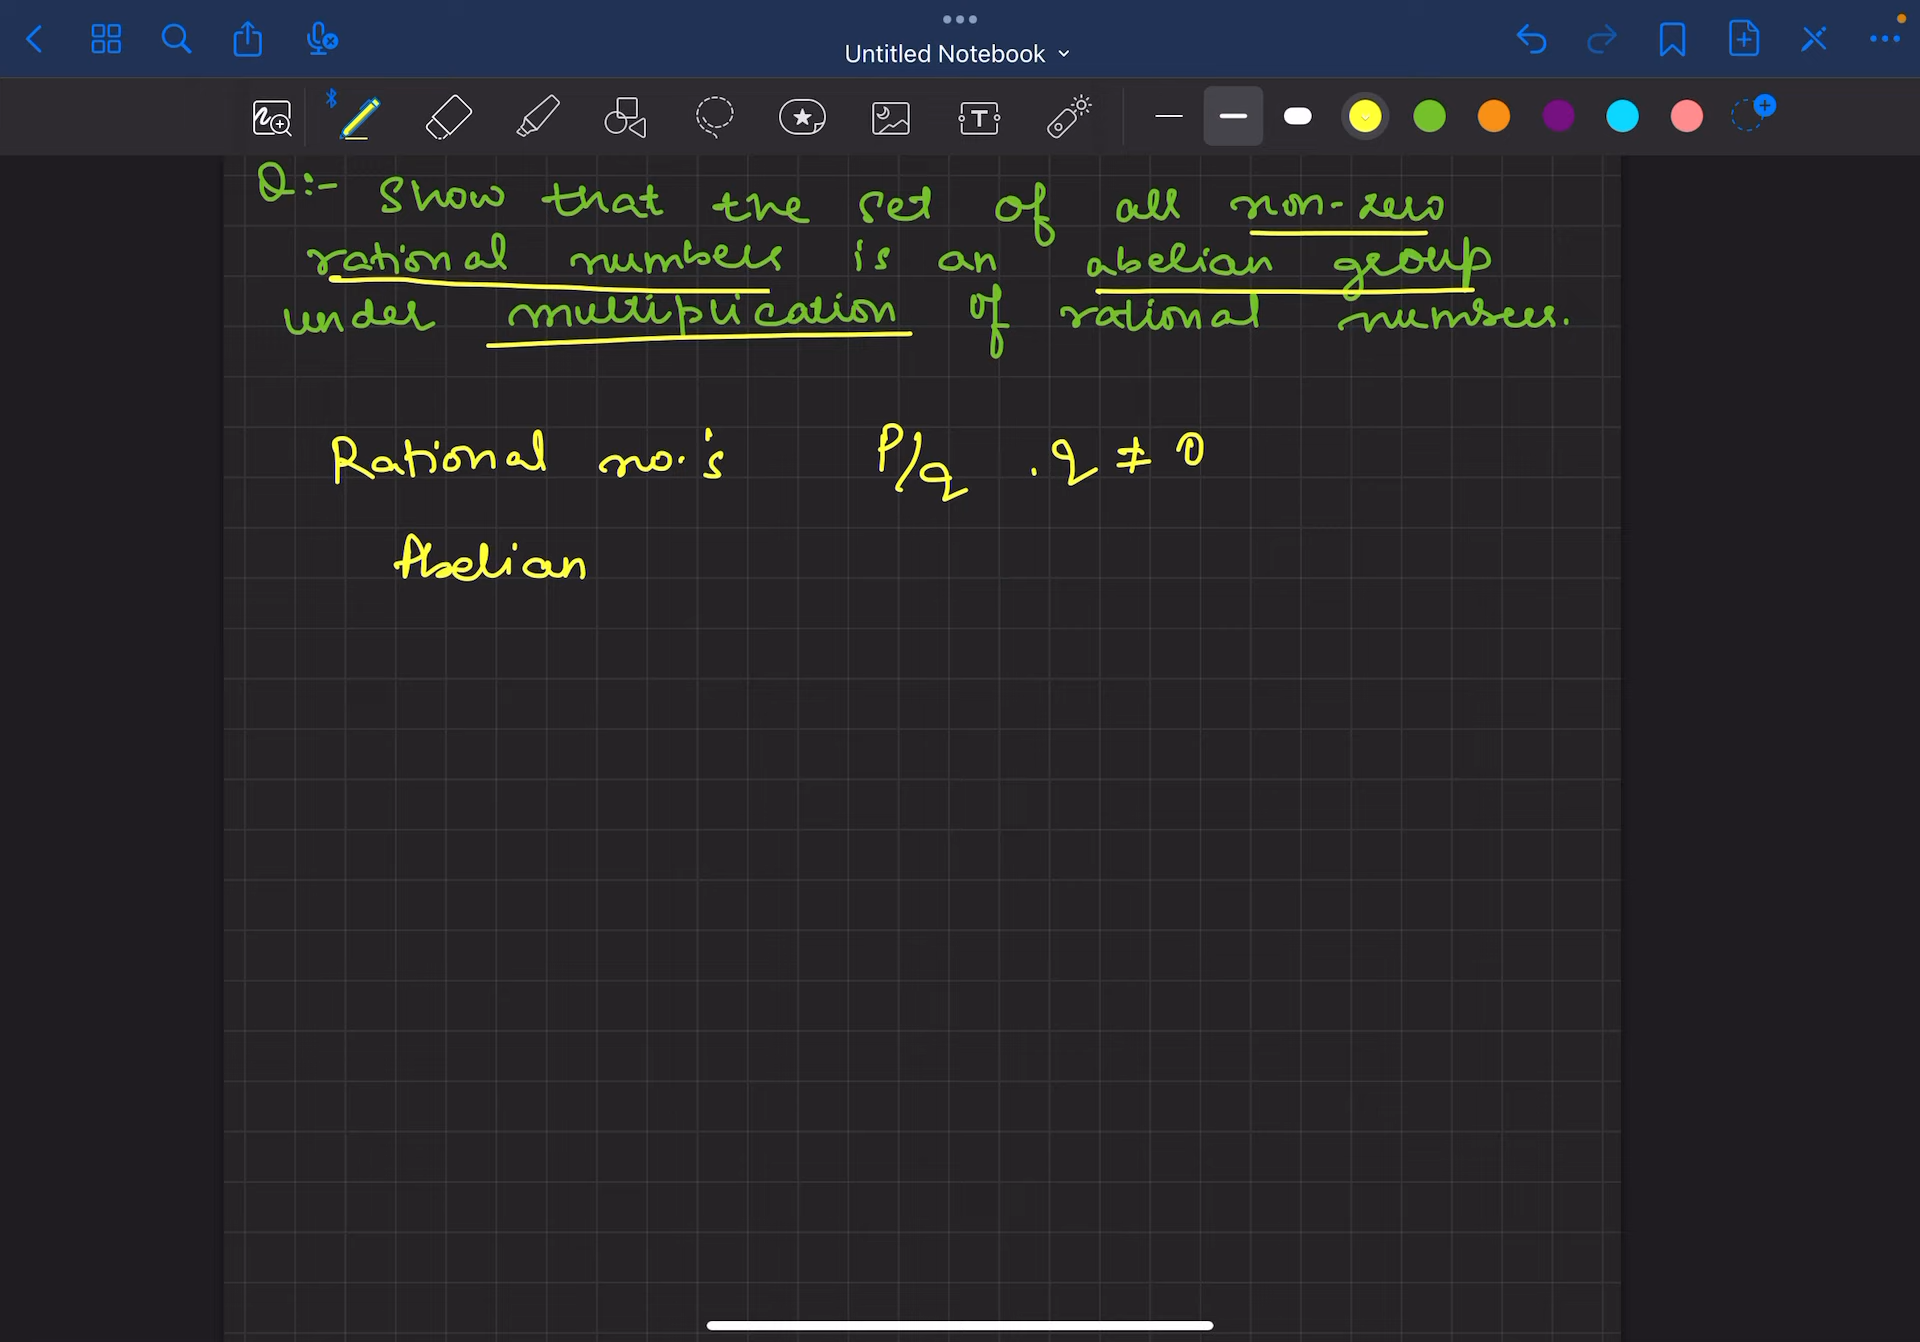 Untitled Notebook
Q:- Show that the set of all non-zero
rational numbers is an abelian group
under multiplication of rational numbers.
Rational no.'s P/q . q ≠ 0
Abelian